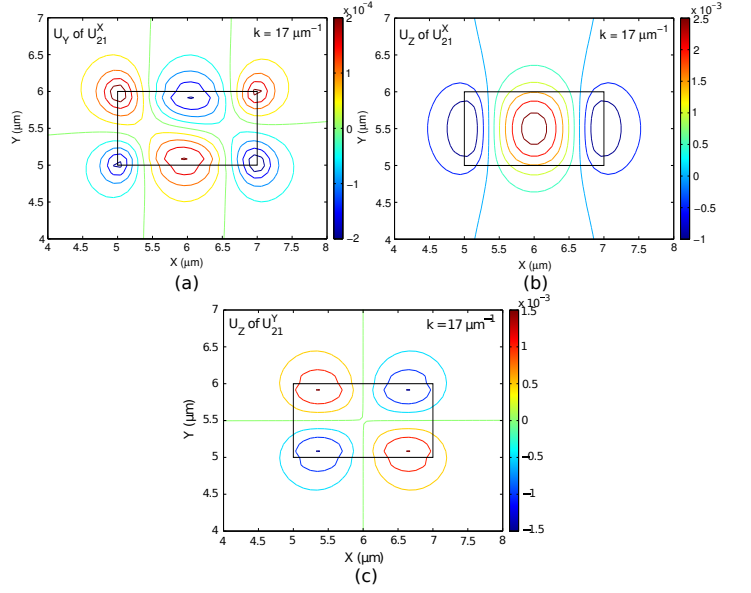 U_Y of U_21^X k = 17 μm⁻¹
x 10⁻⁴
7
6.5
6
5.5
5
4.5
4
4 4.5 5 5.5 6 6.5 7 7.5 8
Y (μm)
X (μm)
2
1
0
−1
−2
(a)
U_Z of U_21^X k = 17 μm⁻¹
x 10⁻³
7
6.5
6
5.5
5
4.5
4
4 4.5 5 5.5 6 6.5 7 7.5 8
Y (μm)
X (μm)
2.5
2
1.5
1
0.5
0
−0.5
−1
(b)
U_Z of U_21^Y k = 17 μm⁻¹
x 10⁻³
7
6.5
6
5.5
5
4.5
4
4 4.5 5 5.5 6 6.5 7 7.5 8
Y (μm)
X (μm)
1.5
1
0.5
0
−0.5
−1
−1.5
(c)